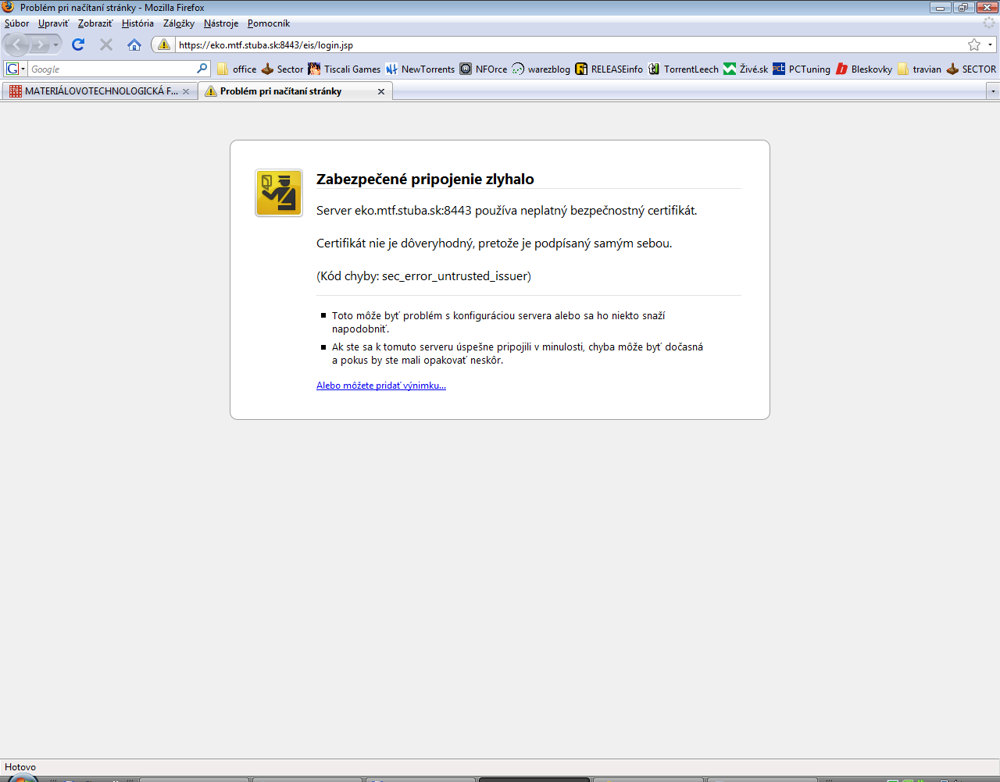 Problém pri načítaní stránky - Mozilla Firefox
Súbor Upraviť Zobraziť História Záložky Nástroje Pomocník
https://eko.mtf.stuba.sk:8443/eis/login.jsp
G Google office Sector Tiscali Games NewTorrents NFOrce warezblog RELEASEinfo TorrentLeech Živé.sk pct PCTuning b Bleskovky travian SECTOR
MATERIÁLOVOTECHNOLOGICKÁ F... Problém pri načítaní stránky
Zabezpečené pripojenie zlyhalo
Server eko.mtf.stuba.sk:8443 používa neplatný bezpečnostný certifikát.
Certifikát nie je dôveryhodný, pretože je podpísaný samým sebou.
(Kód chyby: sec_error_untrusted_issuer)
Toto môže byť problém s konfiguráciou servera alebo sa ho niekto snaží
napodobniť.
Ak ste sa k tomuto serveru úspešne pripojili v minulosti, chyba môže byť dočasná
a pokus by ste mali opakovať neskôr.
Alebo môžete pridať výnimku...
Hotovo